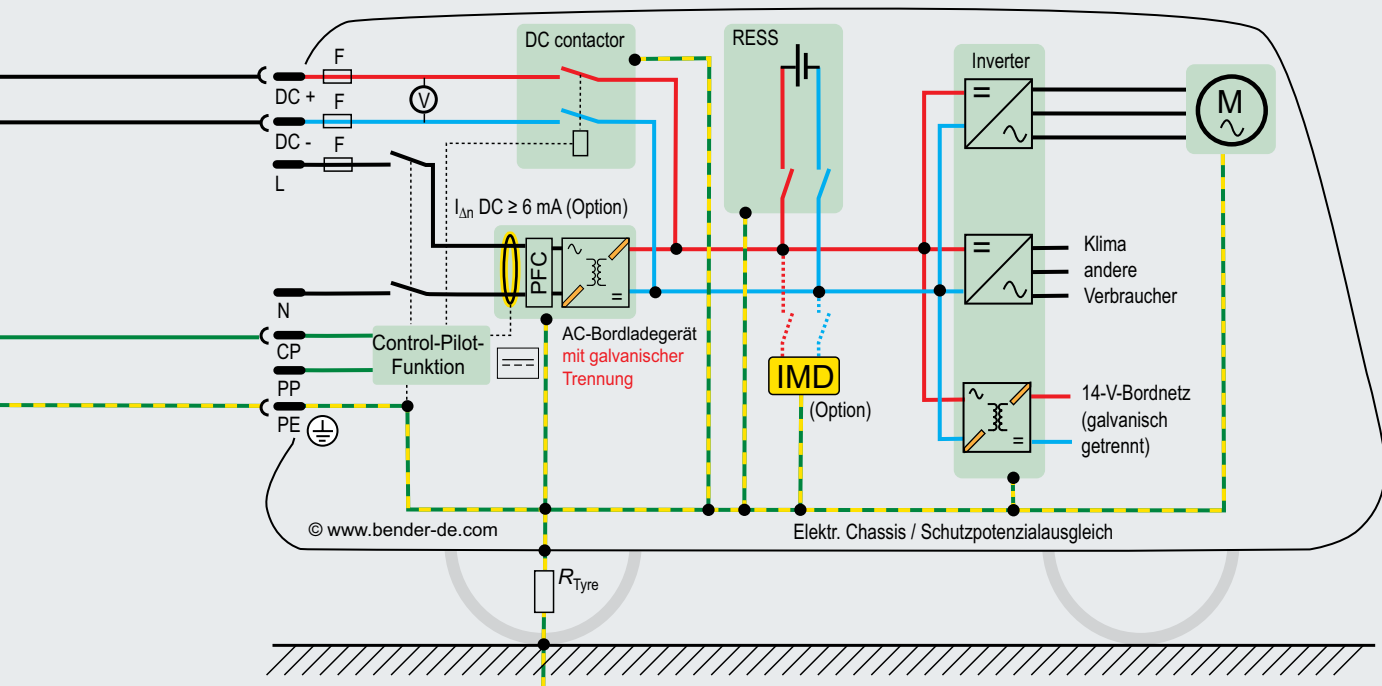 DC contactor
RESS
Inverter
F
DC +
F
V
DC -
F
L
M
I∆n DC ≥ 6 mA (Option)
PFC
Klima
andere
Verbraucher
N
CP
Control-Pilot-
Funktion
PP
PE
AC-Bordladegerät
mit galvanischer
Trennung
IMD
(Option)
14-V-Bordnetz
(galvanisch
getrennt)
© www.bender-de.com
Elektr. Chassis / Schutzpotenzialausgleich
RTyre